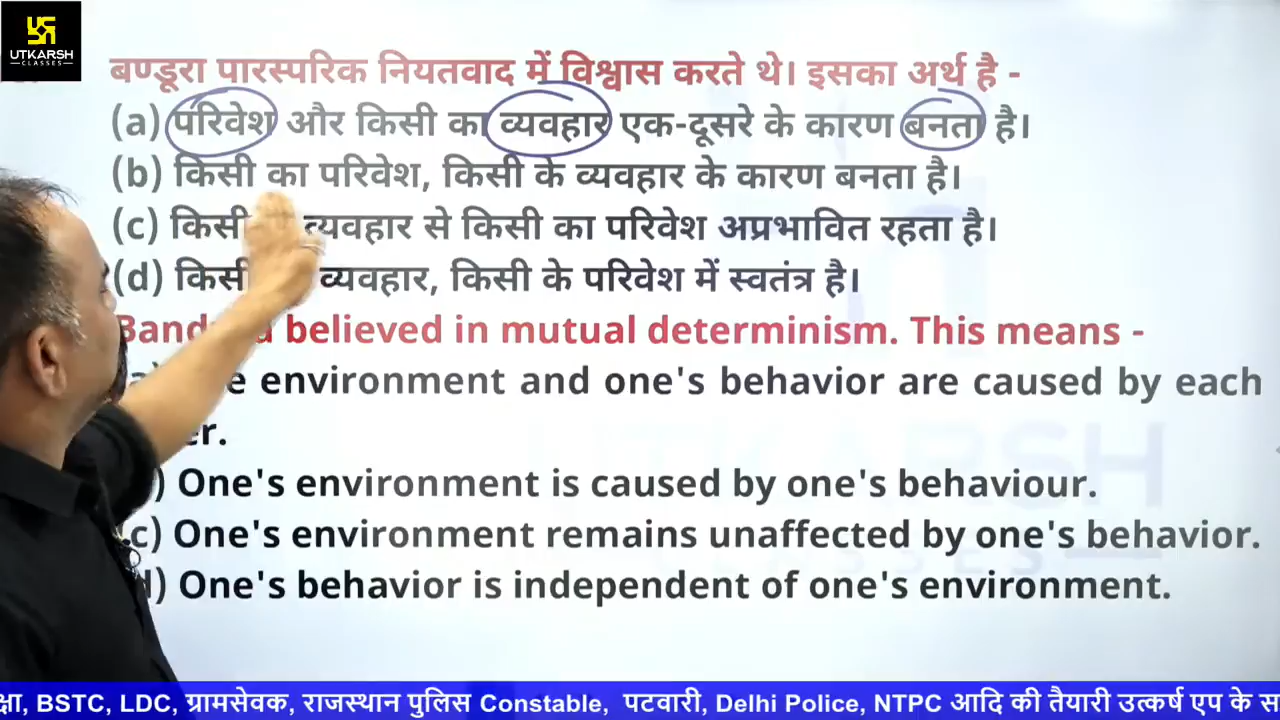 UTKARSH
CLASSES
बण्डूरा पारस्परिक नियतवाद में विश्वास करते थे। इसका अर्थ है -
(a) परिवेश और किसी का व्यवहार एक-दूसरे के कारण बनता है।
(b) किसी का परिवेश, किसी के व्यवहार के कारण बनता है।
(c) किसी व्यवहार से किसी का परिवेश अप्रभावित रहता है।
(d) किसी व्यवहार, किसी के परिवेश में स्वतंत्र है।
believed in mutual determinism. This means -
environment and one's behavior are caused by each
) One's environment is caused by one's behaviour.
c) One's environment remains unaffected by one's behavior.
) One's behavior is independent of one's environment.
BSTC, LDC, ग्रामसेवक, राजस्थान पुलिस Constable, पटवारी, Delhi Police, NTPC आदि की तैयारी उत्कर्ष एप के